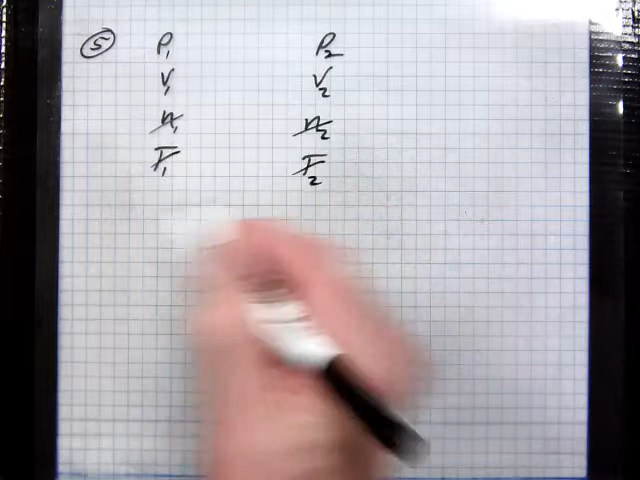 ⑤ P₁ P₂
V₁ V₂
n₁ n₂
T₁ T₂